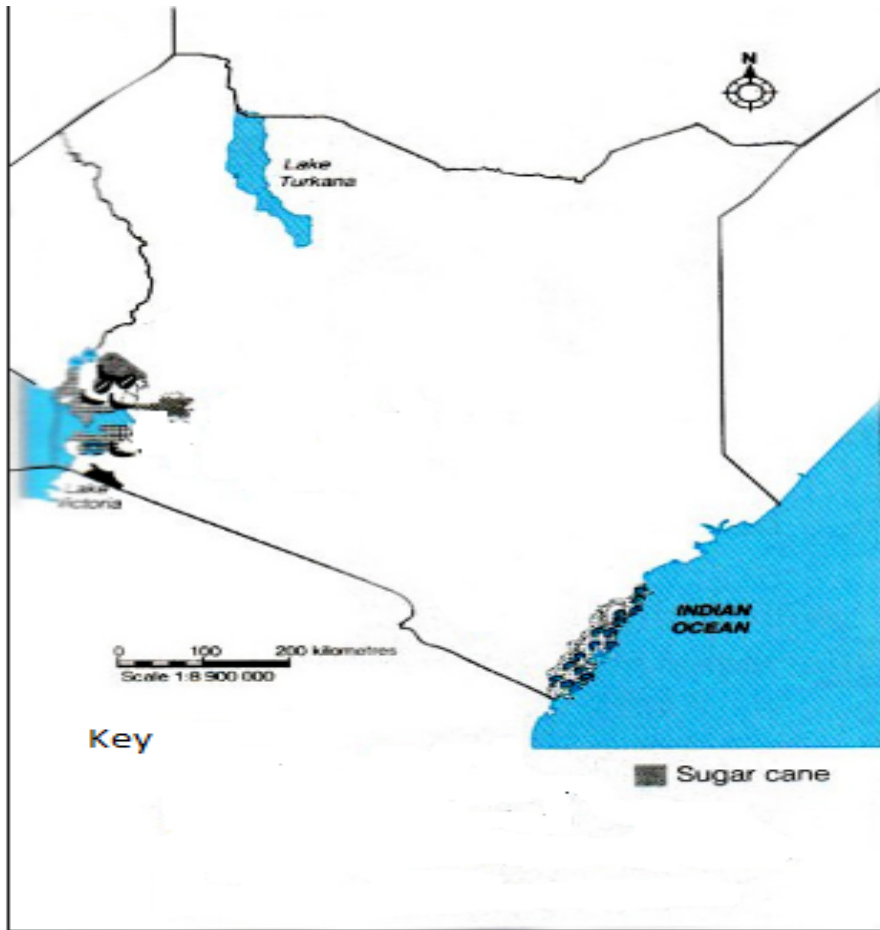 N
Lake
Turkana
Lake
Victoria
INDIAN
OCEAN
0 100 200 kilometres
Scale 1:8 900 000
Key
Sugar cane